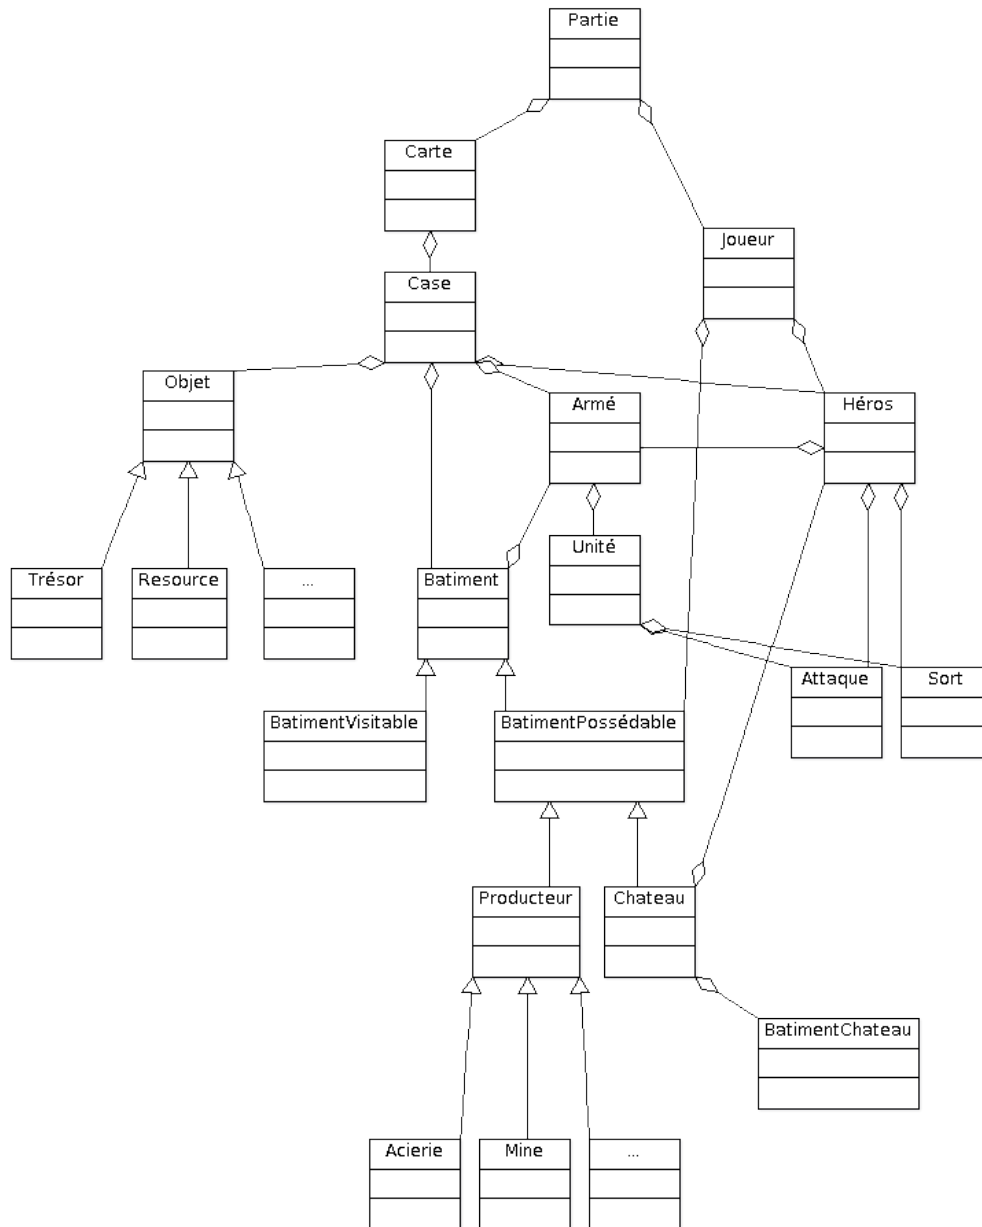 Partie
Carte
Joueur
Case
Objet
Armé
Héros
Unité
Trésor
Resource
...
Batiment
Attaque
Sort
BatimentVisitable
BatimentPossédable
Producteur
Chateau
BatimentChateau
Acierie
Mine
...